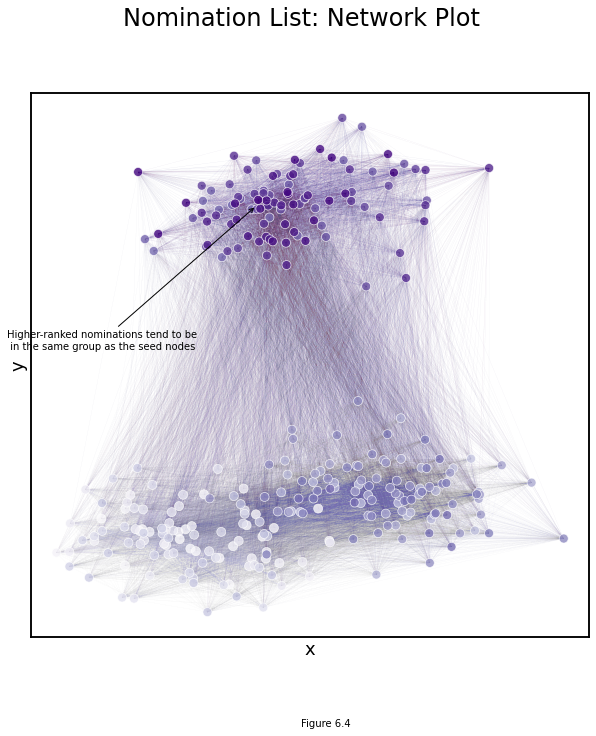 Nomination List: Network Plot
Higher-ranked nominations tend to be
in the same group as the seed nodes
y
x
Figure 6.4